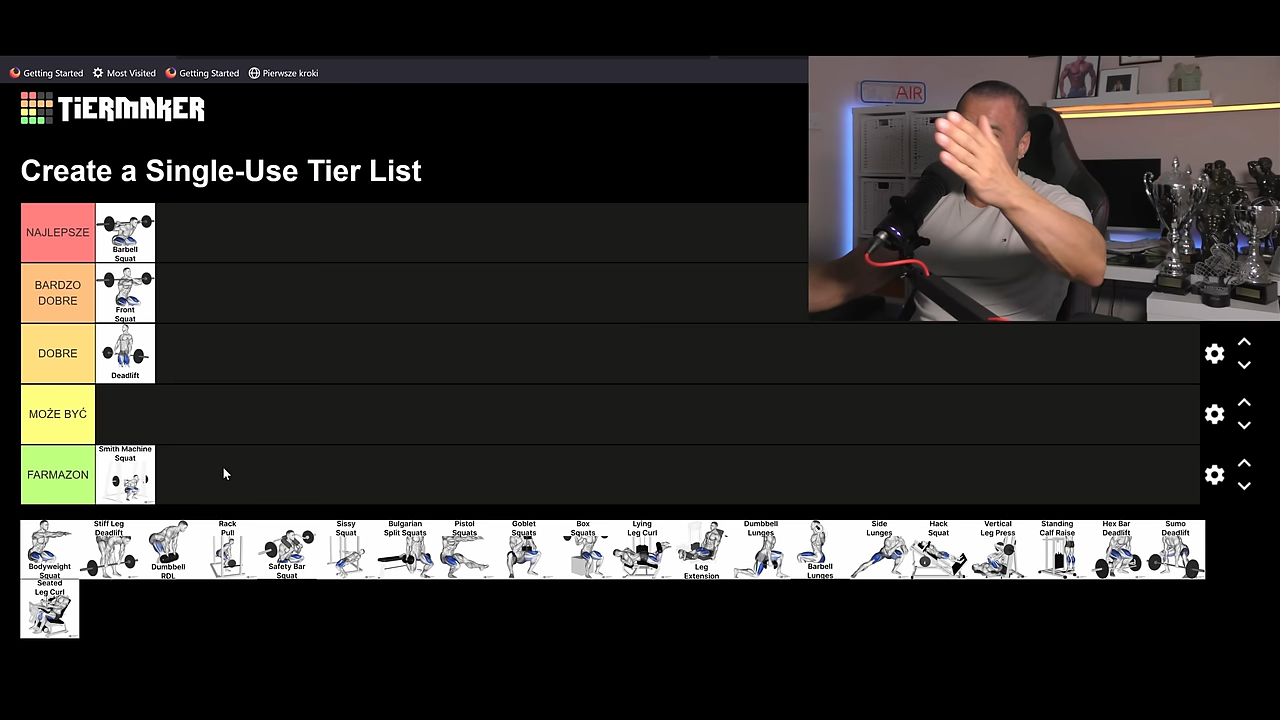 Getting Started
Most Visited
Getting Started
Pierwsze kroki
AIR
TiERMAKER
Create a Single-Use Tier List
NAJLEPSZE
Barbell
Squat
BARDZO
DOBRE
Front
Squat
DOBRE
Deadlift
MOŻE BYĆ
FARMAZON
Smith Machine
Squat
Bodyweight
Squat
Stiff Leg
Deadlift
Dumbbell
RDL
Rack
Pull
Safety Bar
Squat
Sissy
Squat
Bulgarian
Split Squats
Pistol
Squats
Goblet
Squats
Box
Squats
Lying
Leg Curl
Leg
Extension
Dumbbell
Lunges
Barbell
Lunges
Side
Lunges
Hack
Squat
Vertical
Leg Press
Standing
Calf Raise
Hex Bar
Deadlift
Sumo
Deadlift
Seated
Leg Curl